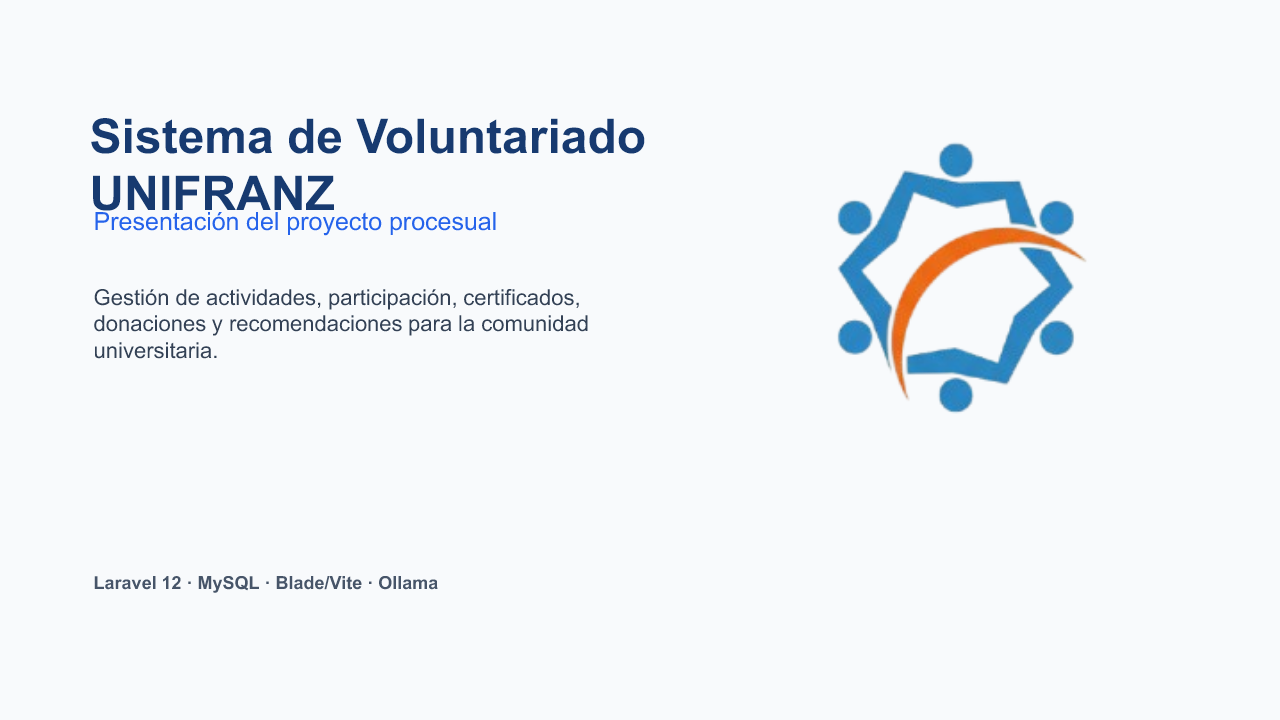 Sistema de Voluntariado
UNIFRANZ
Presentación del proyecto procesual
Gestión de actividades, participación, certificados,
donaciones y recomendaciones para la comunidad
universitaria.
Laravel 12 · MySQL · Blade/Vite · Ollama